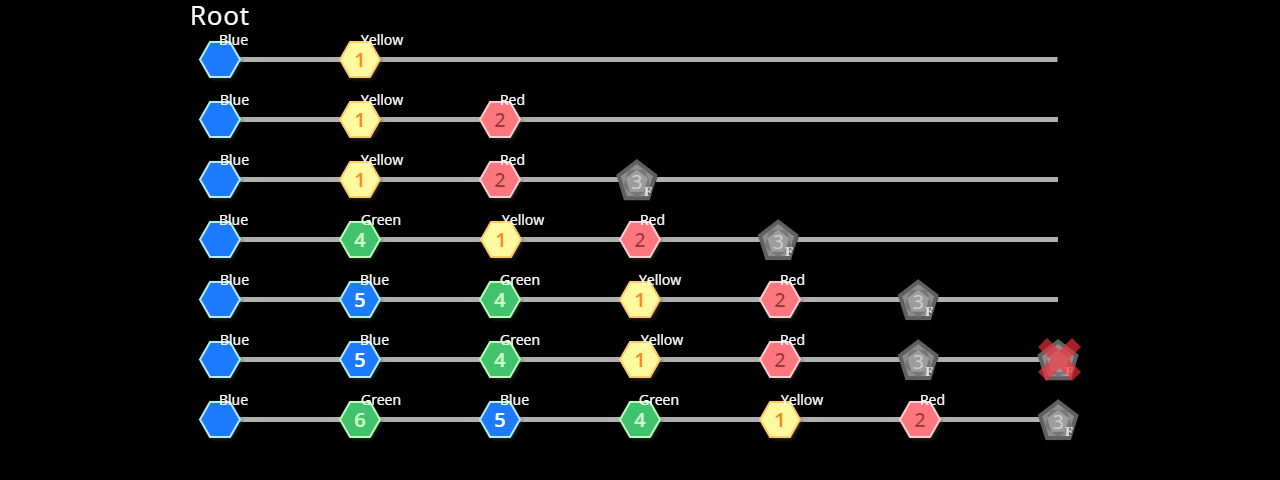 Root
Blue Yellow
1
Blue Yellow Red
1 2
Blue Yellow Red
1 2 3 F
Blue Green Yellow Red
4 1 2 3 F
Blue Blue Green Yellow Red
5 4 1 2 3 F
Blue Blue Green Yellow Red
5 4 1 2 3 F F
Blue Green Blue Green Yellow Red
6 5 4 1 2 3 F